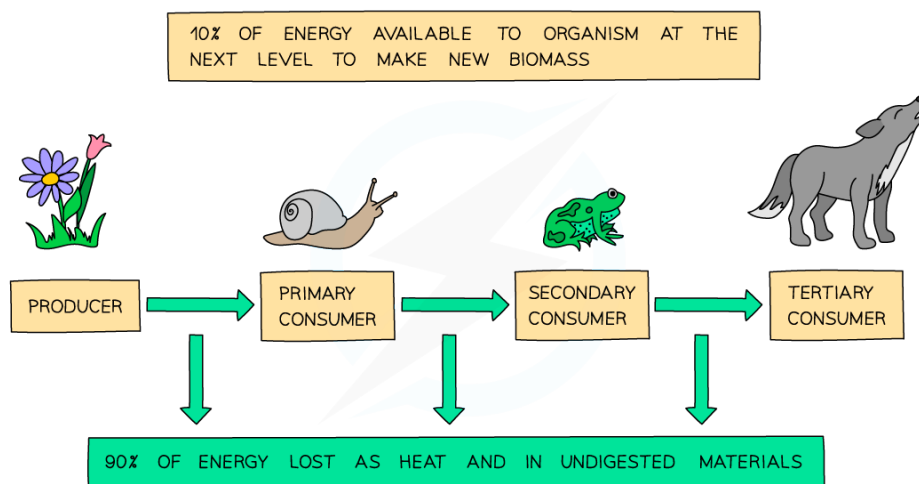 10% OF ENERGY AVAILABLE TO ORGANISM AT THE
NEXT LEVEL TO MAKE NEW BIOMASS
PRODUCER
PRIMARY
CONSUMER
SECONDARY
CONSUMER
TERTIARY
CONSUMER
90% OF ENERGY LOST AS HEAT AND IN UNDIGESTED MATERIALS